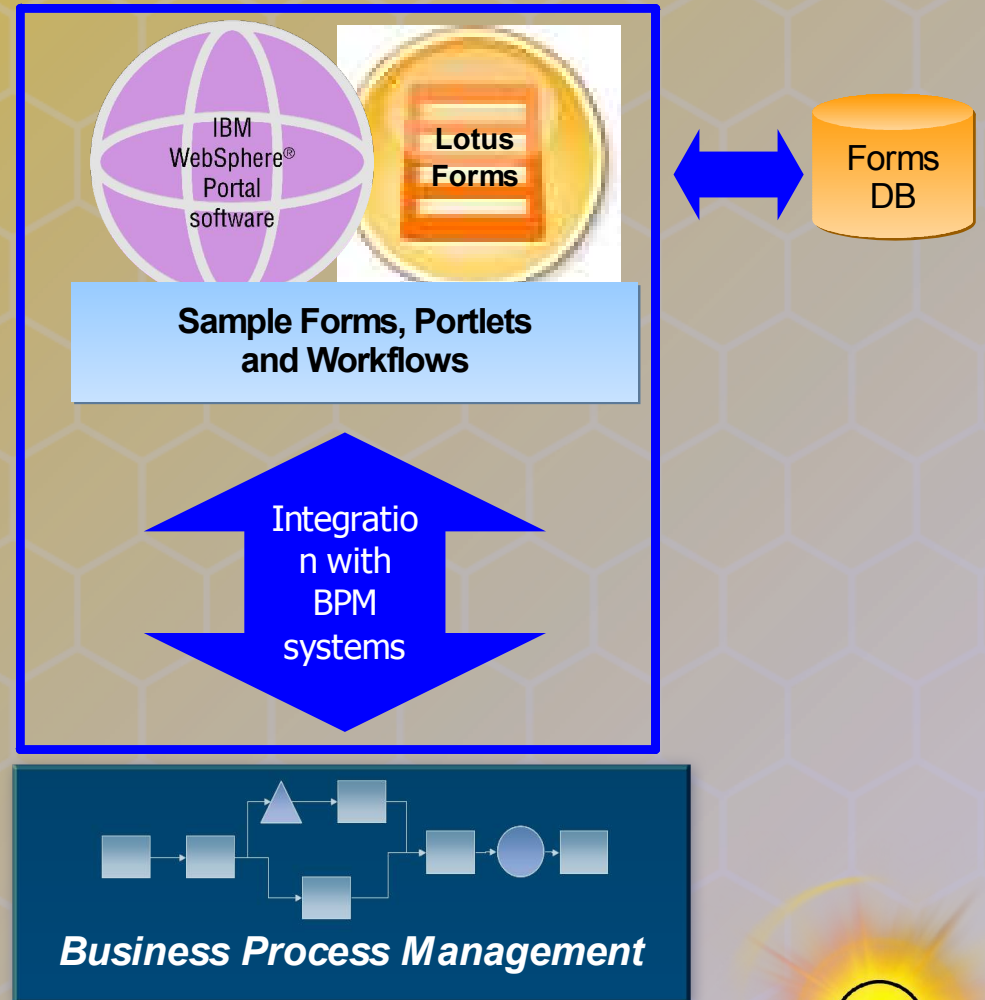 IBM
WebSphere®
Portal
software
Lotus
Forms
Forms
DB
Sample Forms, Portlets
and Workflows
Integratio
n with
BPM
systems
Business Process Management